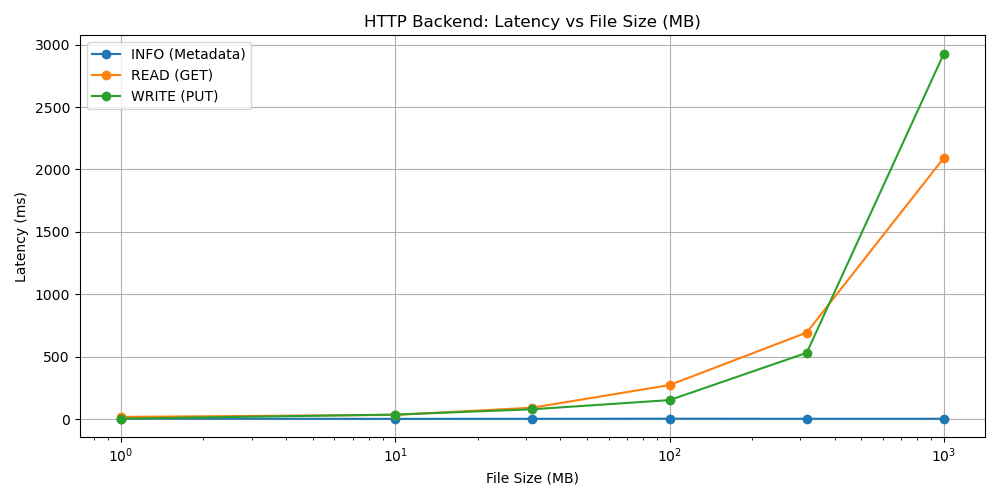 HTTP Backend: Latency vs File Size (MB)
INFO (Metadata)
READ (GET)
WRITE (PUT)
3000
2500
2000
1500
1000
500
0
Latency (ms)
10⁰
10¹
10²
10³
File Size (MB)